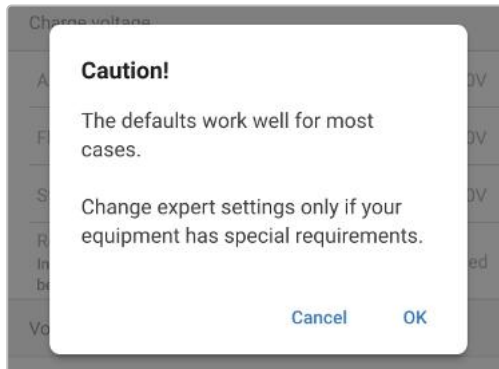 Charge voltage
Caution!
The defaults work well for most
cases.
Change expert settings only if your
equipment has special requirements.
Cancel OK